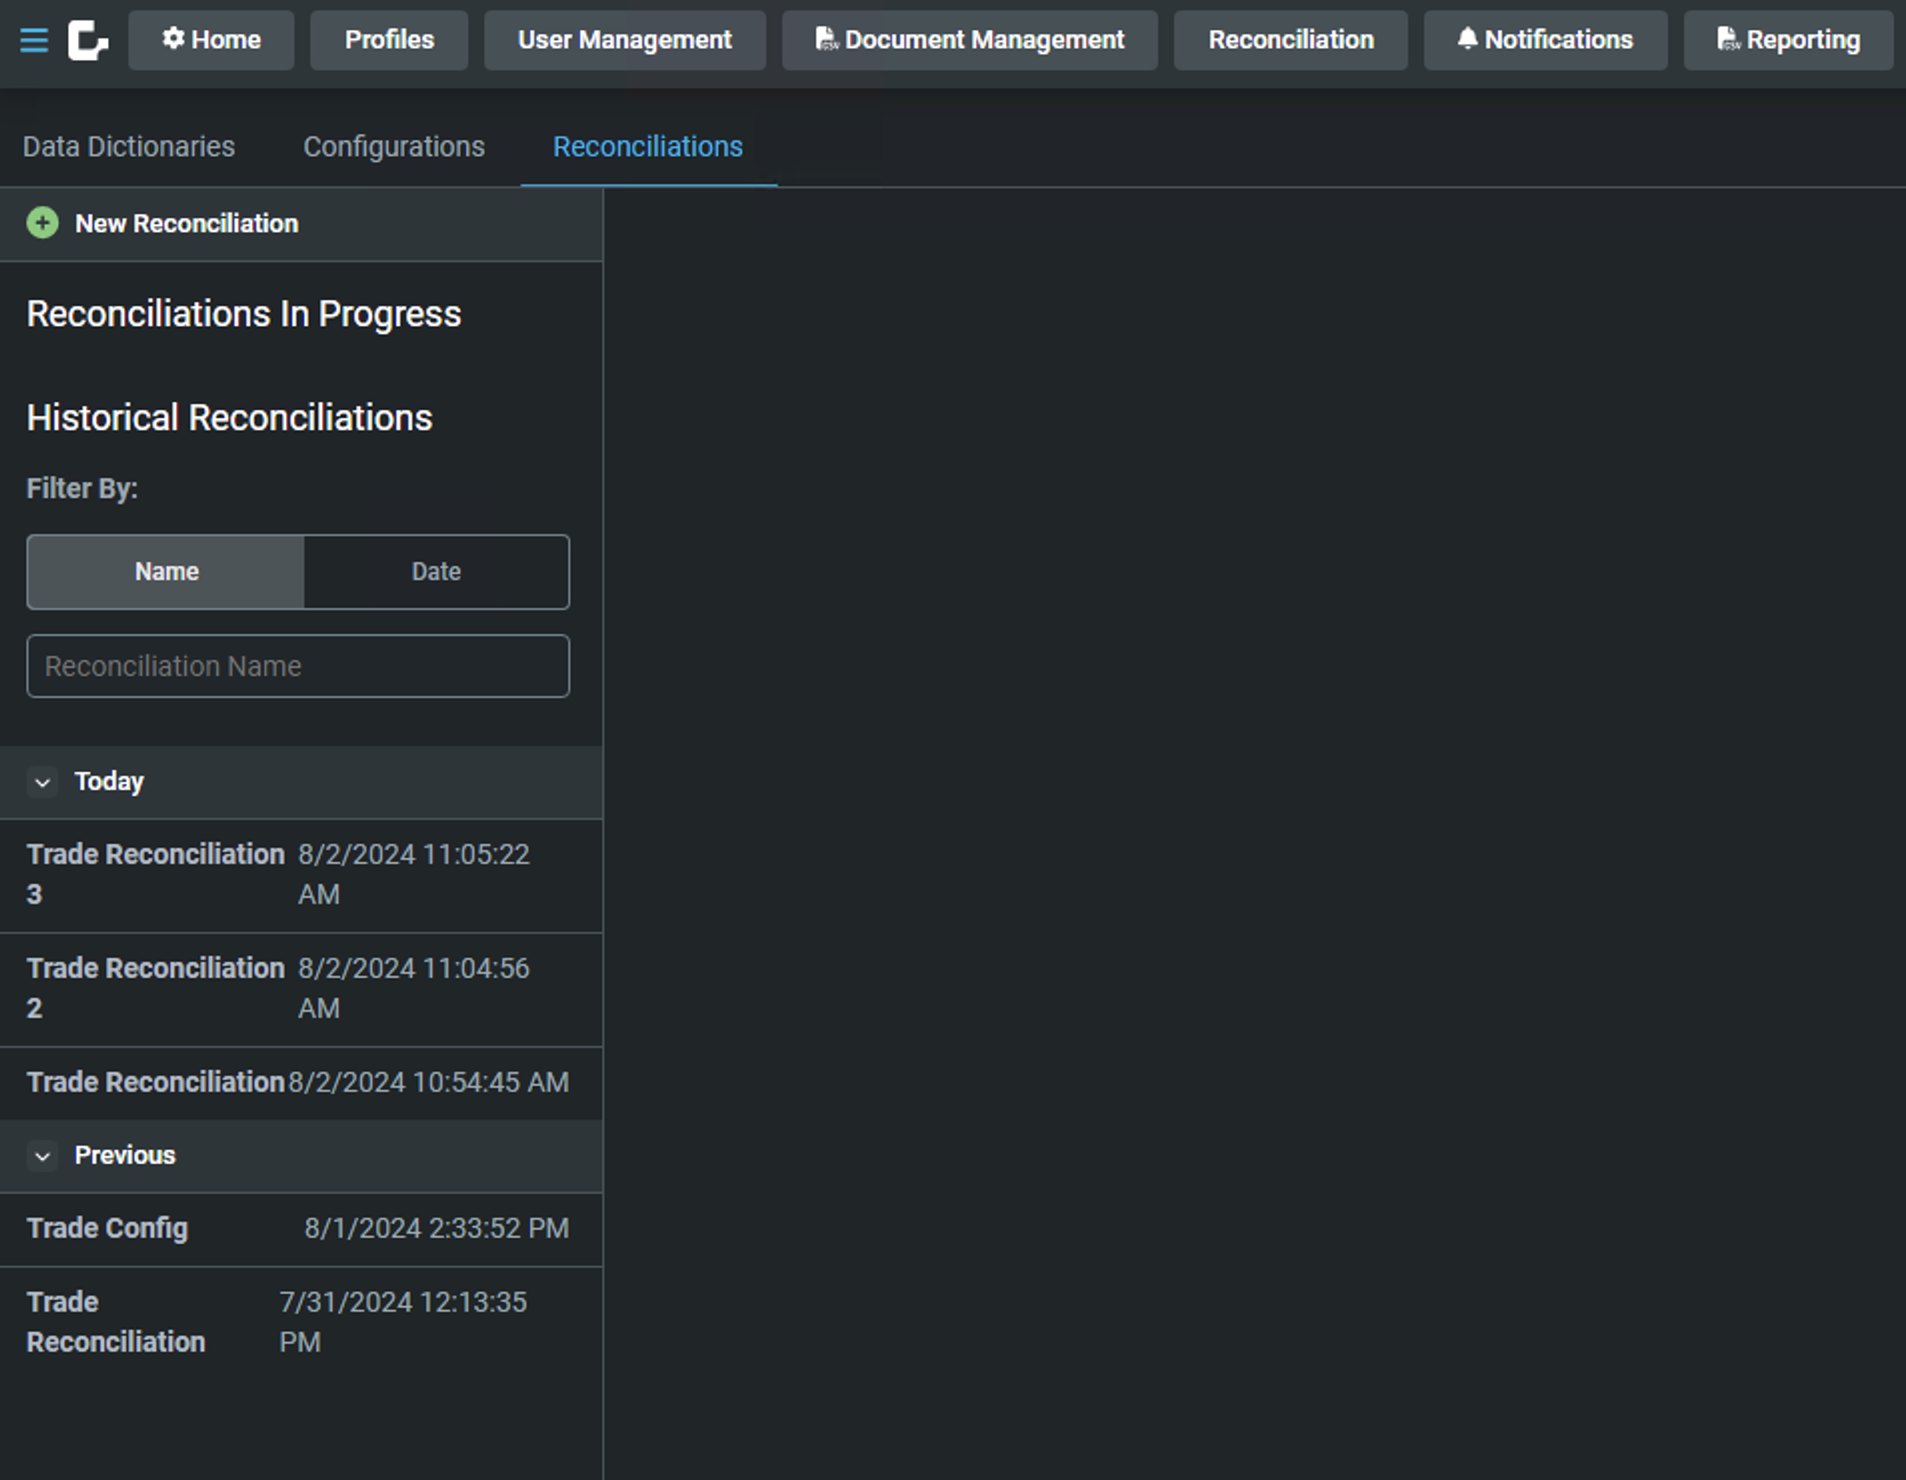 Home Profiles User Management Document Management Reconciliation Notifications Reporting
Data Dictionaries Configurations Reconciliations
New Reconciliation
Reconciliations In Progress
Historical Reconciliations
Filter By:
Name Date
Reconciliation Name
Today
Trade Reconciliation 8/2/2024 11:05:22
3 AM
Trade Reconciliation 8/2/2024 11:04:56
2 AM
Trade Reconciliation 8/2/2024 10:54:45 AM
Previous
Trade Config 8/1/2024 2:33:52 PM
Trade 7/31/2024 12:13:35
Reconciliation PM